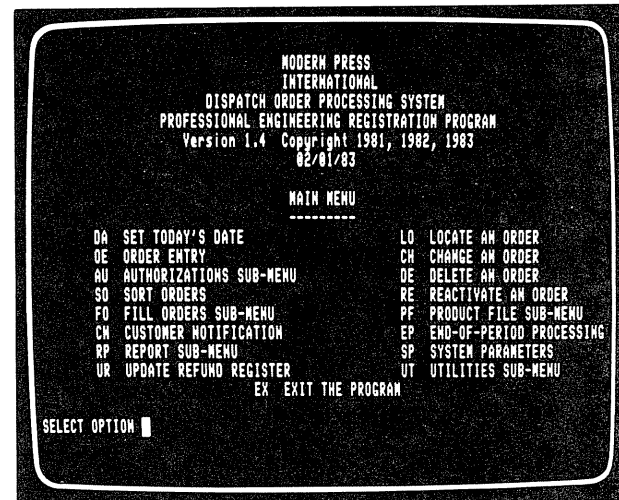 MODERN PRESS
INTERNATIONAL
DISPATCH ORDER PROCESSING SYSTEM
PROFESSIONAL ENGINEERING REGISTRATION PROGRAM
Version 1.4 Copyright 1981, 1982, 1983
02/01/83
MAIN MENU
---------
DA SET TODAY'S DATE LO LOCATE AN ORDER
OE ORDER ENTRY CH CHANGE AN ORDER
AU AUTHORIZATIONS SUB-MENU DE DELETE AN ORDER
SO SORT ORDERS RE REACTIVATE AN ORDER
FO FILL ORDERS SUB-MENU PF PRODUCT FILE SUB-MENU
CN CUSTOMER NOTIFICATION EP END-OF-PERIOD PROCESSING
RP REPORT SUB-MENU SP SYSTEM PARAMETERS
UR UPDATE REFUND REGISTER UT UTILITIES SUB-MENU
EX EXIT THE PROGRAM
SELECT OPTION